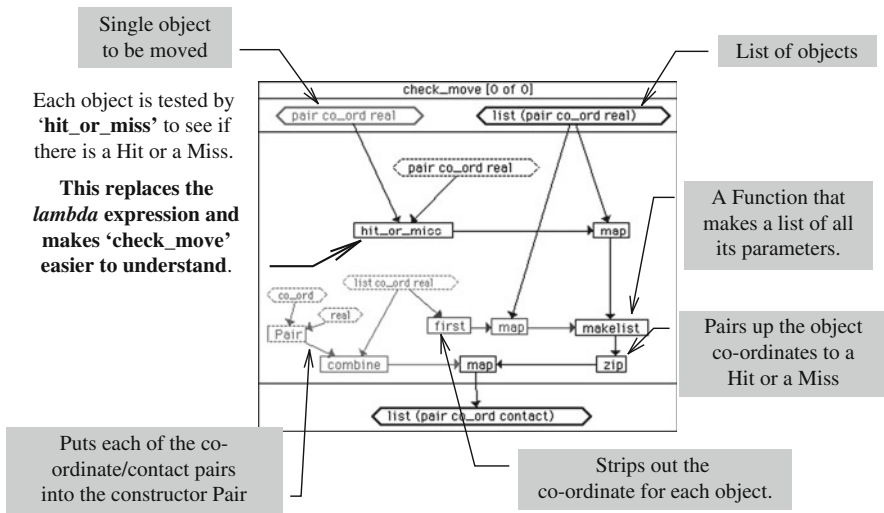 Single object
to be moved
List of objects
Each object is tested by
‘hit_or_miss’ to see if
there is a Hit or a Miss.
This replaces the
lambda expression and
makes ‘check_move’
easier to understand.
check_move [0 of 0]
pair co_ord real
list (pair co_ord real)
pair co_ord real
hit_or_miss
map
A Function that
makes a list of all
its parameters.
list co_ord real
co_ord
real
Pair
first
map
makelist
combine
map
zip
Pairs up the object
co-ordinates to a
Hit or a Miss
list (pair co_ord contact)
Puts each of the co-
ordinate/contact pairs
into the constructor Pair
Strips out the
co-ordinate for each object.